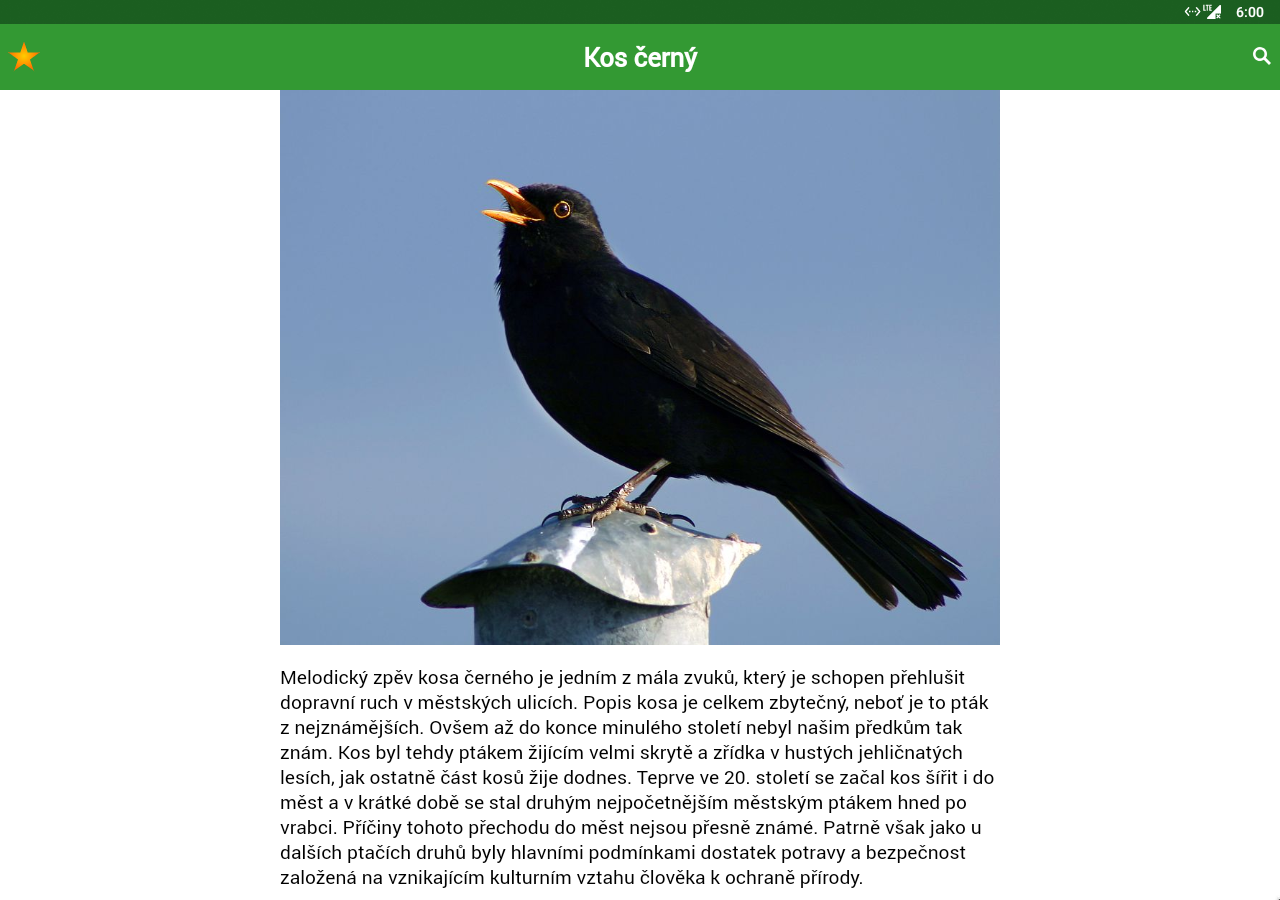 LTE 6:00
Kos černý
Melodický zpěv kosa černého je jedním z mála zvuků, který je schopen přehlušit
dopravní ruch v městských ulicích. Popis kosa je celkem zbytečný, neboť je to pták
z nejznámějších. Ovšem až do konce minulého století nebyl našim předkům tak
znám. Kos byl tehdy ptákem žijícím velmi skrytě a zřídka v hustých jehličnatých
lesích, jak ostatně část kosů žije dodnes. Teprve ve 20. století se začal kos šířit i do
měst a v krátké době se stal druhým nejpočetnějším městským ptákem hned po
vrabci. Příčiny tohoto přechodu do měst nejsou přesně známé. Patrně však jako u
dalších ptačích druhů byly hlavními podmínkami dostatek potravy a bezpečnost
založená na vznikajícím kulturním vztahu člověka k ochraně přírody.